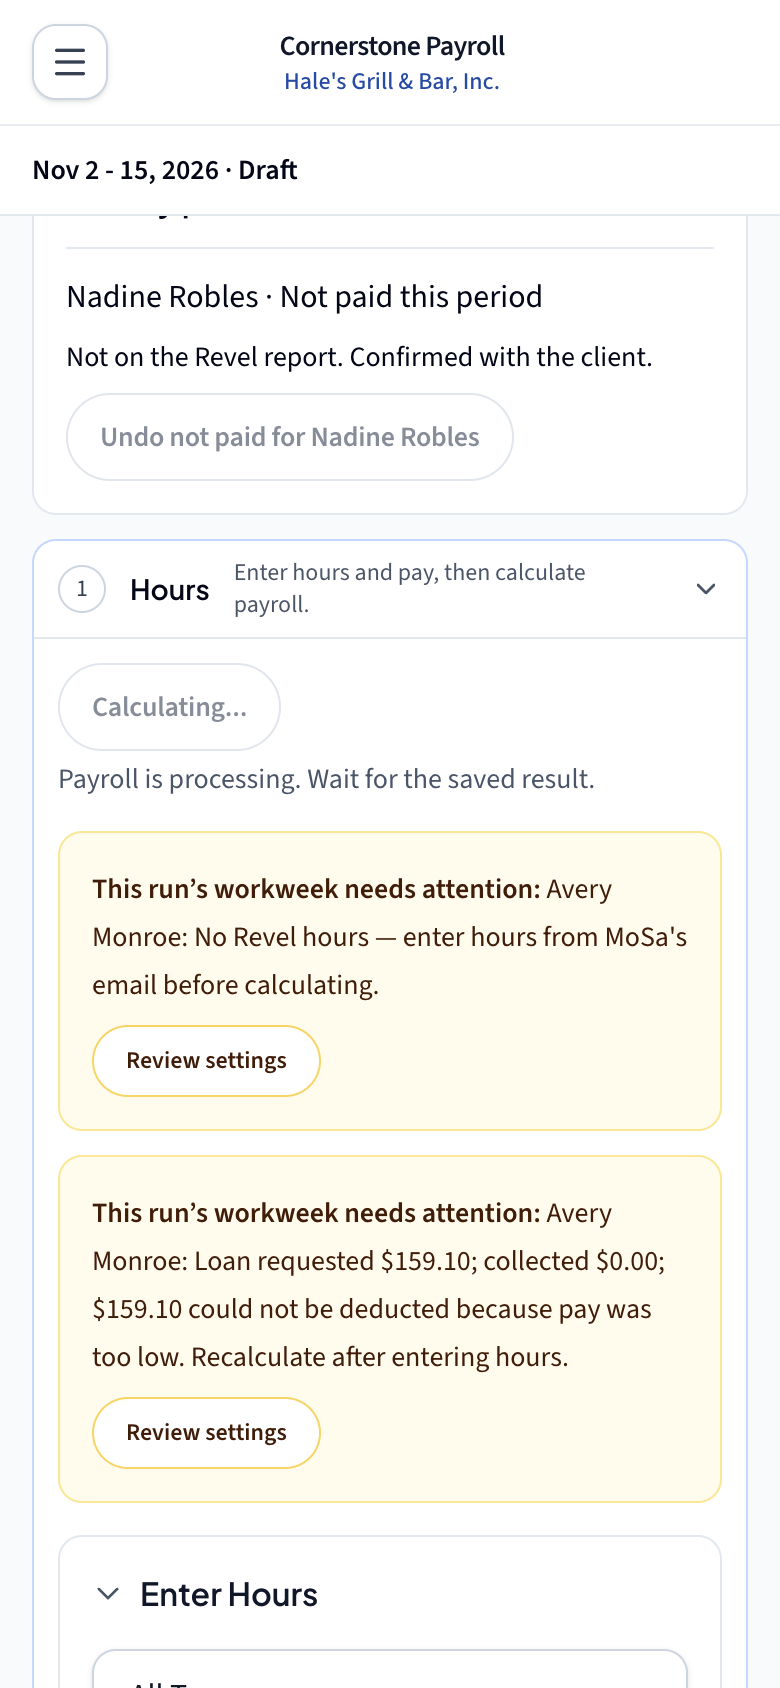 Cornerstone Payroll
Hale's Grill & Bar, Inc.
Nov 2 - 15, 2026 · Draft
Nadine Robles · Not paid this period
Not on the Revel report. Confirmed with the client.
Undo not paid for Nadine Robles
1
Hours
Enter hours and pay, then calculate
payroll.
Calculating...
Payroll is processing. Wait for the saved result.
This run’s workweek needs attention: Avery
Monroe: No Revel hours — enter hours from MoSa's
email before calculating.
Review settings
This run’s workweek needs attention: Avery
Monroe: Loan requested $159.10; collected $0.00;
$159.10 could not be deducted because pay was
too low. Recalculate after entering hours.
Review settings
Enter Hours